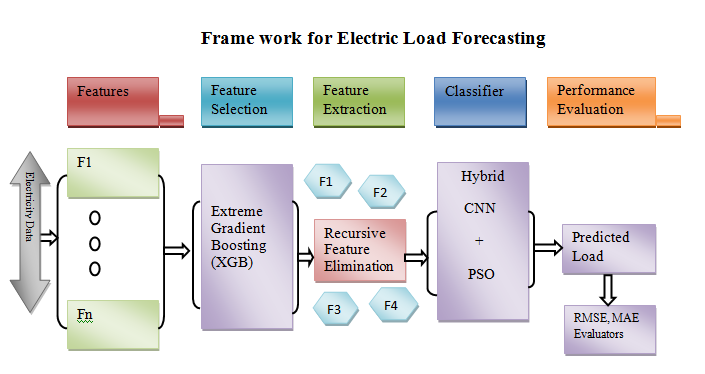 Frame work for Electric Load Forecasting
Features
Feature
Selection
Feature
Extraction
Classifier
Performance
Evaluation
Electricity Data
F1
Fn
Extreme
Gradient
Boosting
(XGB)
F1
F2
Recursive
Feature
Elimination
F3
F4
Hybrid
CNN
+
PSO
Predicted
Load
RMSE, MAE
Evaluators